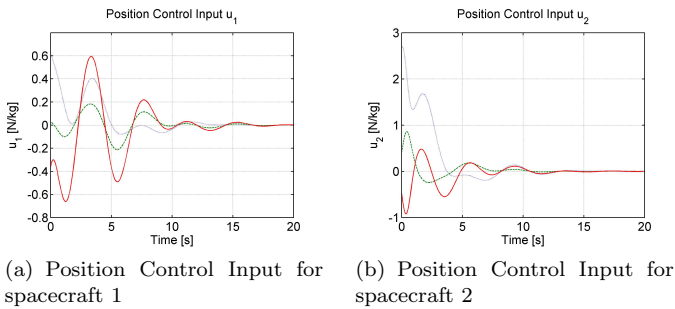 Position Control Input u1
0.6
0.4
0.2
0
-0.2
-0.4
-0.6
-0.8
u1 [N/kg]
0 5 10 15 20
Time [s]
(a) Position Control Input for
spacecraft 1
Position Control Input u2
3
2
1
0
-1
u2 [N/kg]
0 5 10 15 20
Time [s]
(b) Position Control Input for
spacecraft 2